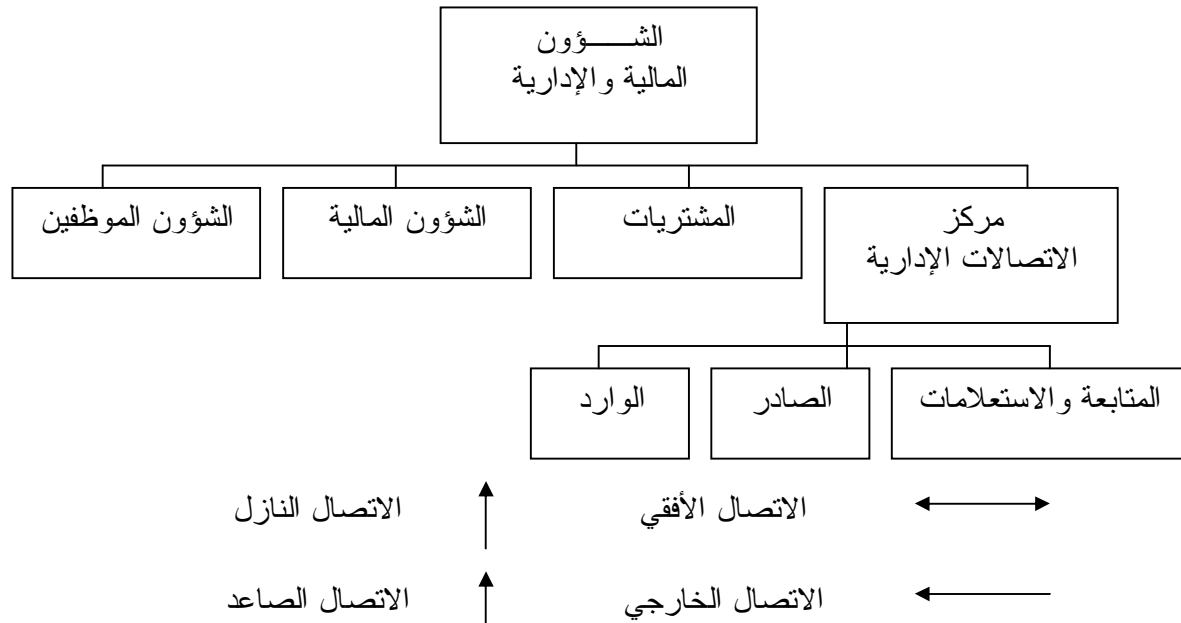 الشـــــؤون
المالية والإدارية
مركز
الاتصالات الإدارية
المشتريات
الشؤون المالية
الشؤون الموظفين
المتابعة والاستعلامات
الصادر
الوارد
الاتصال الأفقي
الاتصال النازل
الاتصال الخارجي
الاتصال الصاعد